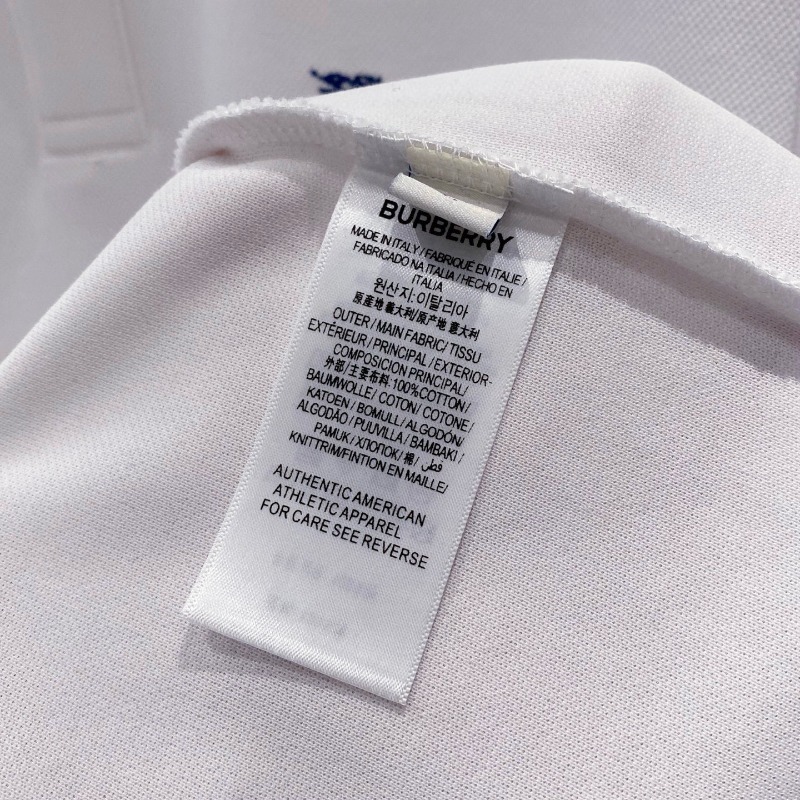 BURBERRY
MADE IN ITALY / FABRIQUÉ EN ITALIE /
FABRICADO NA ITALIA / HECHO EN
ITALIA
원산지:이탈리아
原產地 義大利/原产地 意大利
OUTER / MAIN FABRIC/ TISSU
EXTÉRIEUR / PRINCIPAL / EXTERIOR-
COMPOSICION PRINCIPAL/
外部/主要布料:100%COTTON/
BAUMWOLLE / COTON / COTONE /
KATOEN / BOMULL / ALGODÓN/
ALGODÃO / PUUVILLA / BAMBAKI /
PAMUK / ХЛОПОК / 棉/ قطن /
KNITTRIM/FINTION EN MAILLE/
AUTHENTIC AMERICAN
ATHLETIC APPAREL
FOR CARE SEE REVERSE